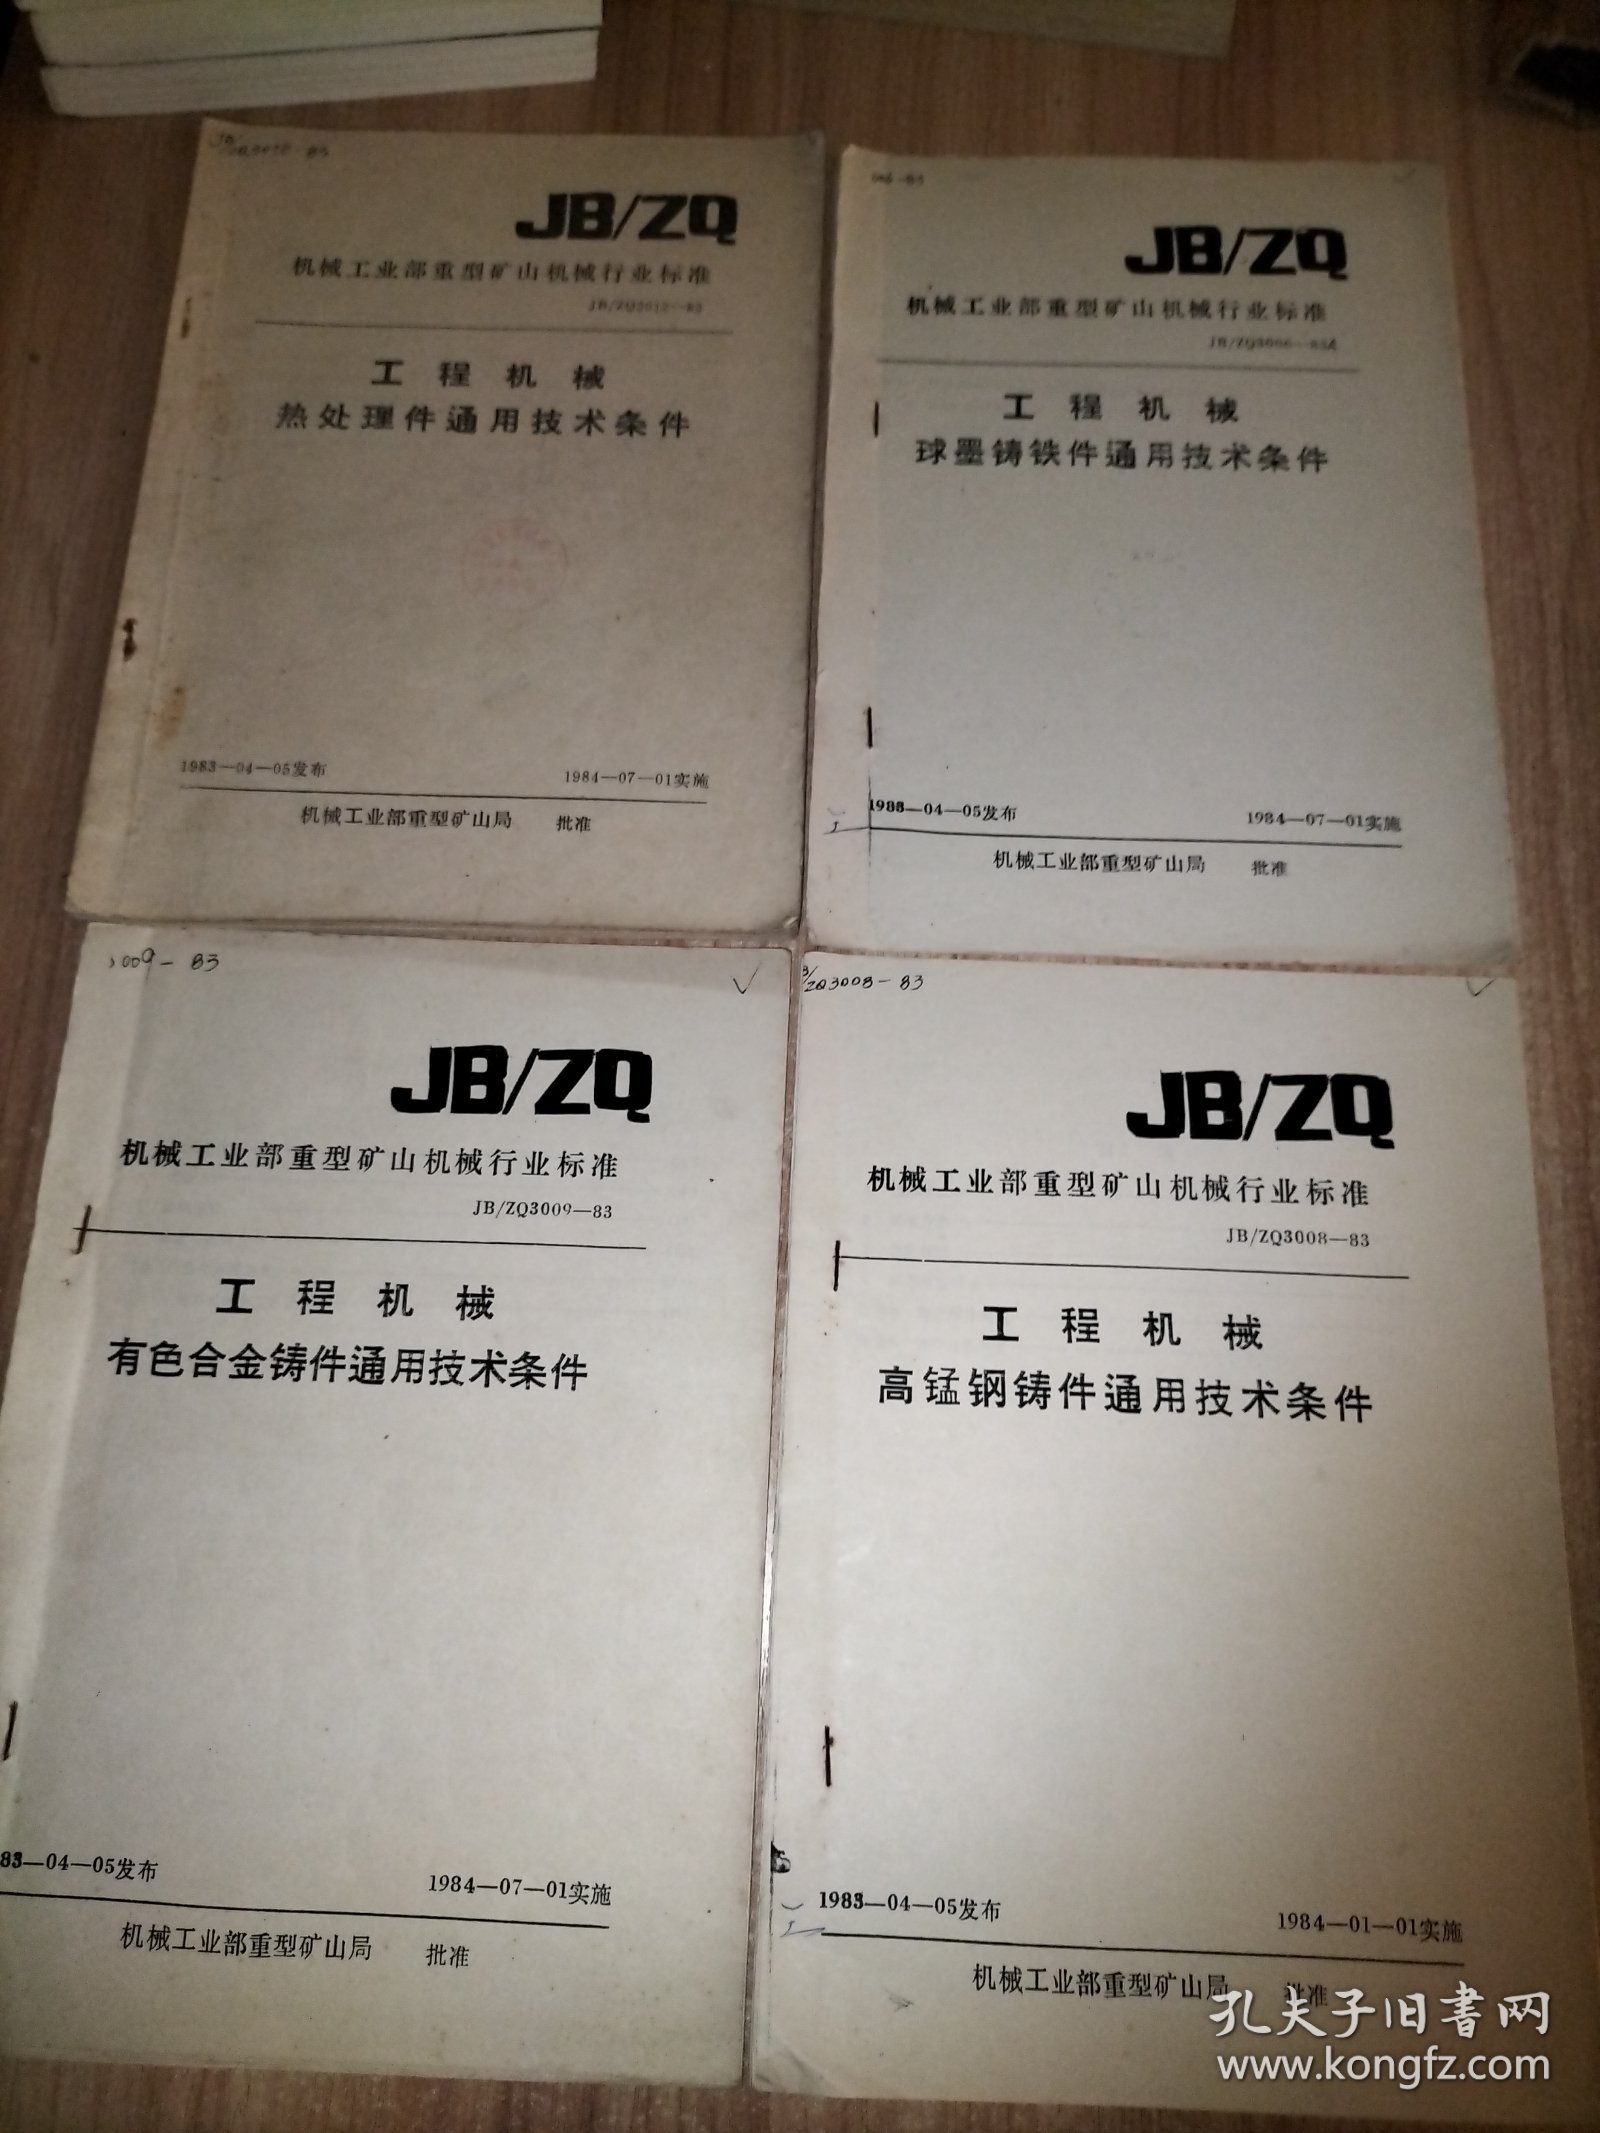 JB/ZQ
机械工业部重型矿山机械行业标准
工程机械
热处理件通用技术条件
1983—04—05发布
1984—07—01实施
机械工业部重型矿山局 批准
JB/ZQ
机械工业部重型矿山机械行业标准
工程机械
球墨铸铁件通用技术条件
1983—04—05发布
1984—07—01实施
机械工业部重型矿山局 批准
009-83
JB/ZQ
机械工业部重型矿山机械行业标准
JB/ZQ3009—83
工程机械
有色合金铸件通用技术条件
83—04—05发布
1984—07—01实施
机械工业部重型矿山局 批准
B/ZQ3008-83
JB/ZQ
机械工业部重型矿山机械行业标准
JB/ZQ3008—83
工程机械
高锰钢铸件通用技术条件
1983—04—05发布
1984—01—01实施
机械工业部重型矿山局 批准
孔夫子旧書网
www.kongfz.com